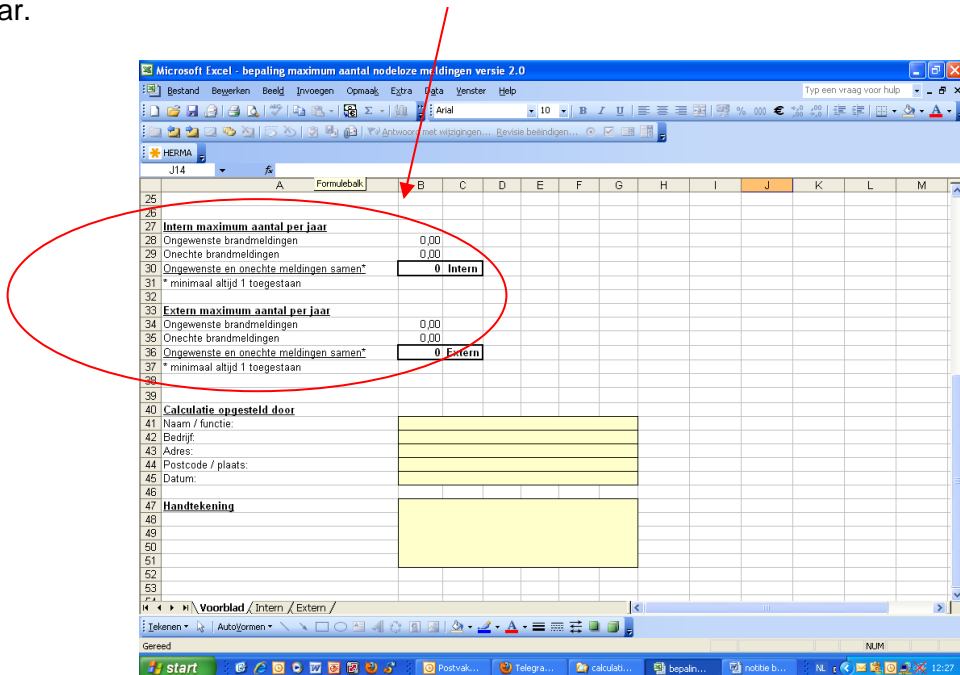 ar.
Microsoft Excel - bepaling maximum aantal nodeloze meldingen versie 2.0
Bestand Bewerken Beeld Invoegen Opmaak Extra Data Venster Help Typ een vraag voor hulp
Arial 10 B I U % 000 €
Antwoord met wijzigingen... Revisie beëindigen...
HERMA
J14 fx
Formulebalk
A B C D E F G H I J K L M
25
26
27 Intern maximum aantal per jaar
28 Ongewenste brandmeldingen 0,00
29 Onechte brandmeldingen 0,00
30 Ongewenste en onechte meldingen samen* 0 Intern
31 * minimaal altijd 1 toegestaan
32
33 Extern maximum aantal per jaar
34 Ongewenste brandmeldingen 0,00
35 Onechte brandmeldingen 0,00
36 Ongewenste en onechte meldingen samen* 0 Extern
37 * minimaal altijd 1 toegestaan
38
39
40 Calculatie opgesteld door
41 Naam / functie:
42 Bedrijf:
43 Adres:
44 Postcode / plaats:
45 Datum:
46
47 Handtekening
48
49
50
51
52
53
Voorblad / Intern / Extern /
Tekenen AutoVormen
Gereed NUM
start Postvak... Telegra... calculati... bepalin... notitie b... NL 12:27